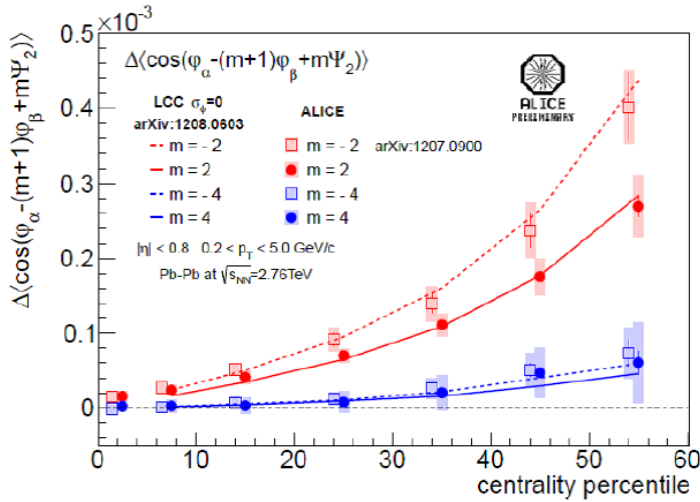 ×10⁻³
0.5
Δ⟨cos(φα-(m+1)φβ+mΨ2)⟩
0.4
0.3
0.2
0.1
0
Δ⟨cos(φα-(m+1)φβ+mΨ2)⟩
LCC σϕ=0
arXiv:1208.0603
m = - 2
m = 2
m = - 4
m = 4
ALICE
m = - 2
m = 2
m = - 4
m = 4
arXiv:1207.0900
ALICE
PRELIMINARY
|η| < 0.8 0.2 < pT < 5.0 GeV/c
Pb-Pb at √sNN=2.76TeV
0 10 20 30 40 50 60
centrality percentile